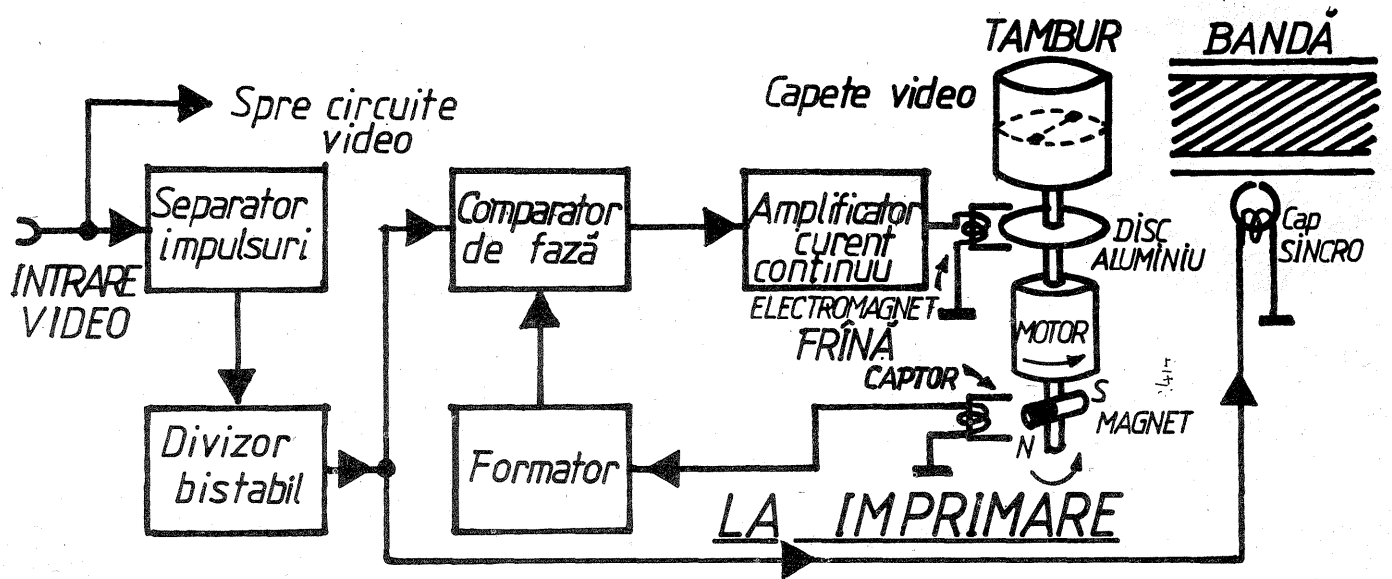 TAMBUR
BANDĂ
Capete video
Spre circuite
video
Separator
impulsuri
Comparator
de fază
Amplificator
curent
continuu
DISC
ALUMINIU
Cap
SINCRO
INTRARE
VIDEO
ELECTROMAGNET
FRÎNĂ
MOTOR
CAPTOR
S
MAGNET
N
Divizor
bistabil
Formator
LA IMPRIMARE